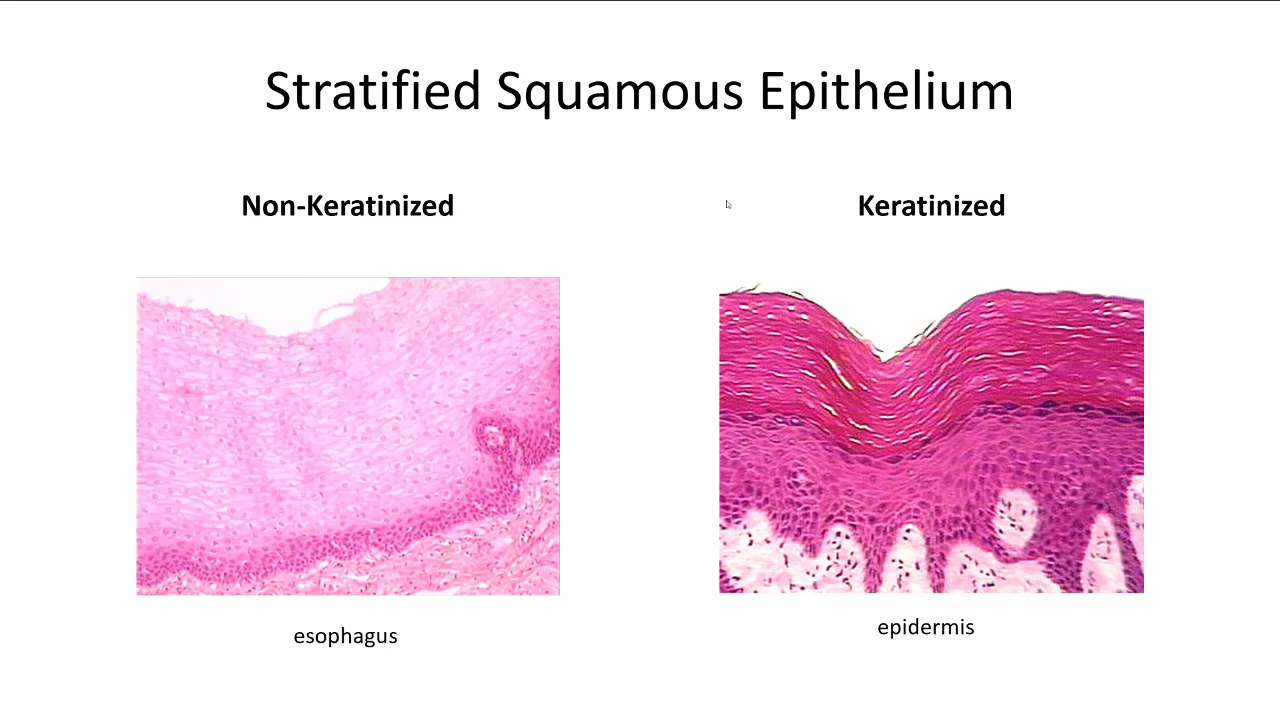 Stratified Squamous Epithelium
Non-Keratinized
Keratinized
esophagus
epidermis